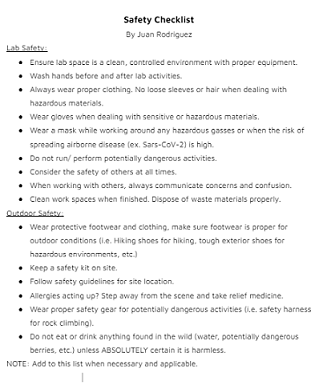 Safety Checklist
By Juan Rodriguez
Lab Safety:
● Ensure lab space is a clean, controlled environment with proper equipment.
● Wash hands before and after lab activities.
● Always wear proper clothing. No loose sleeves or hair when dealing with
hazardous materials.
● Wear gloves when dealing with sensitive or hazardous materials.
● Wear a mask while working around any hazardous gasses or when the risk of
spreading airborne disease (ex. Sars-CoV-2) is high.
● Do not run/ perform potentially dangerous activities.
● Consider the safety of others at all times.
● When working with others, always communicate concerns and confusion.
● Clean work spaces when finished. Dispose of waste materials properly.
Outdoor Safety:
● Wear protective footwear and clothing, make sure footwear is proper for
outdoor conditions (i.e. Hiking shoes for hiking, tough exterior shoes for
hazardous environments, etc.)
● Keep a safety kit on site.
● Follow safety guidelines for site location.
● Allergies acting up? Step away from the scene and take relief medicine.
● Wear proper safety gear for potentially dangerous activities (i.e. safety harness
for rock climbing).
● Do not eat or drink anything found in the wild (water, potentially dangerous
berries, etc.) unless ABSOLUTELY certain it is harmless.
NOTE: Add to this list when necessary and applicable.